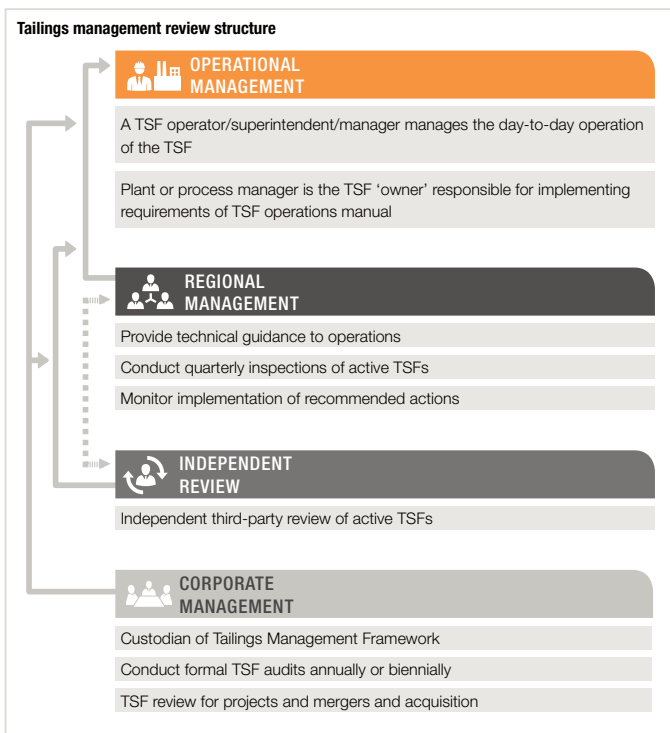 Tailings management review structure
OPERATIONAL
MANAGEMENT
A TSF operator/superintendent/manager manages the day-to-day operation
of the TSF
Plant or process manager is the TSF ‘owner’ responsible for implementing
requirements of TSF operations manual
REGIONAL
MANAGEMENT
Provide technical guidance to operations
Conduct quarterly inspections of active TSFs
Monitor implementation of recommended actions
INDEPENDENT
REVIEW
Independent third-party review of active TSFs
CORPORATE
MANAGEMENT
Custodian of Tailings Management Framework
Conduct formal TSF audits annually or biennially
TSF review for projects and mergers and acquisition